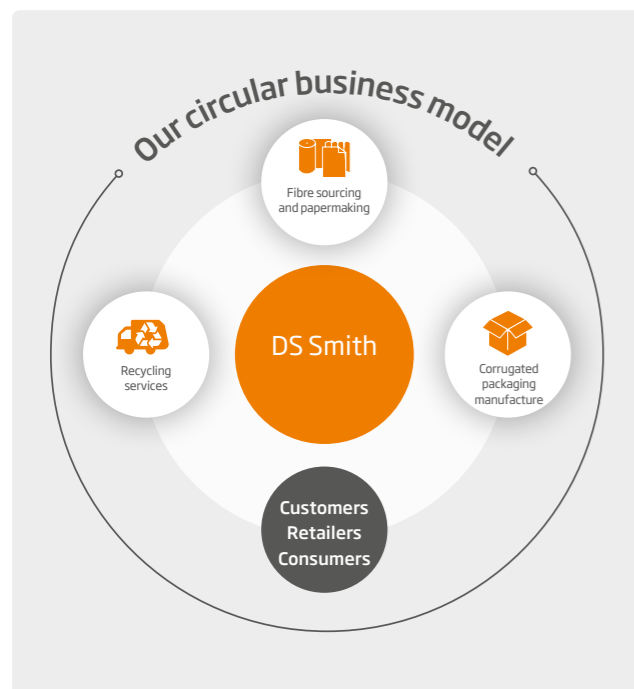 Our circular business model
Fibre sourcing
and papermaking
DS Smith
Recycling
services
Corrugated
packaging
manufacture
Customers
Retailers
Consumers